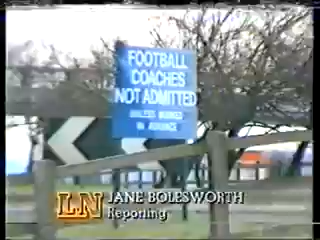 FOOTBALL
COACHES
NOT ADMITTED
UNLESS BOOKED
IN ADVANCE
LN
JANE BOLESWORTH
Reporting